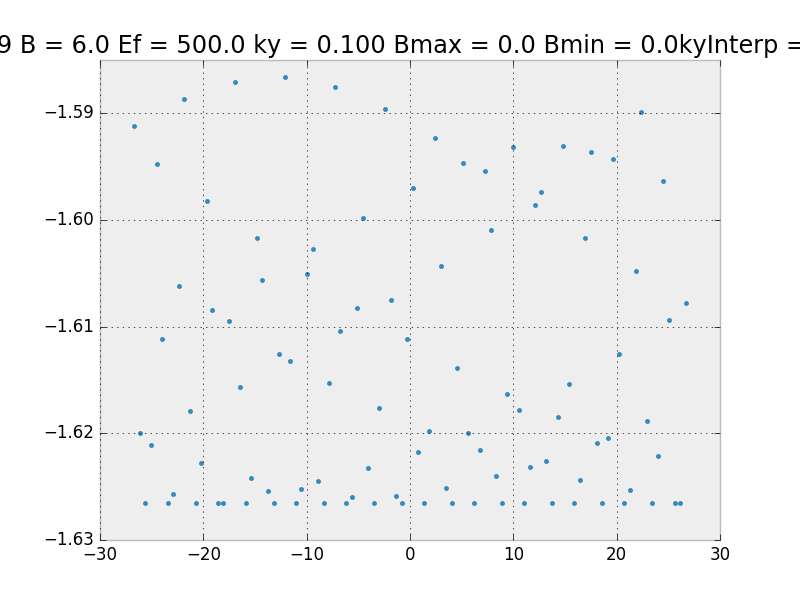 9 B = 6.0 Ef = 500.0 ky = 0.100 Bmax = 0.0 Bmin = 0.0kyInterp =
−1.59
−1.60
−1.61
−1.62
−1.63
−30 −20 −10 0 10 20 30